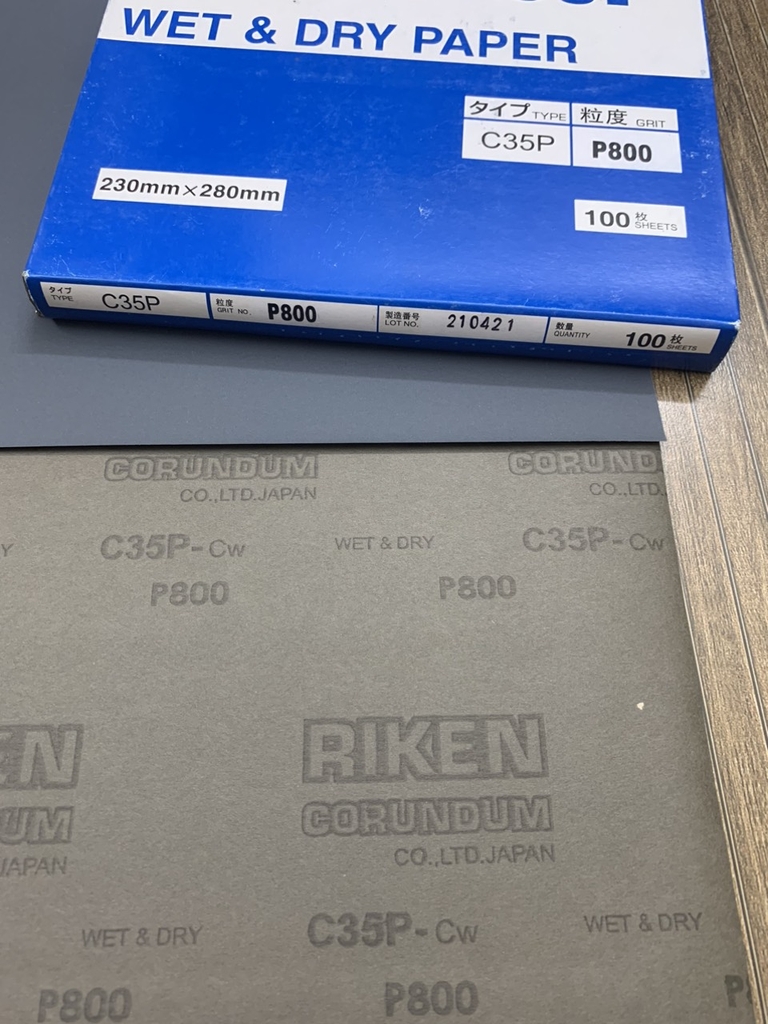 WET & DRY PAPER
タイプ TYPE 粒度 GRIT
C35P P800
230mm×280mm
100 枚 SHEETS
タイプ TYPE C35P 粒度 GRIT NO. P800 製造番号 LOT NO. 210421 数量 QUANTITY 100 枚 SHEETS
CORUNDUM CORUND
CO.,LTD.JAPAN CO.,LTD.
Y C35P-Cw WET & DRY C35P-Cw
P800 P800
EN RIKEN
UM CORUNDUM
JAPAN CO.,LTD.JAPAN
WET & DRY C35P-Cw WET & DRY
P800 P800 P